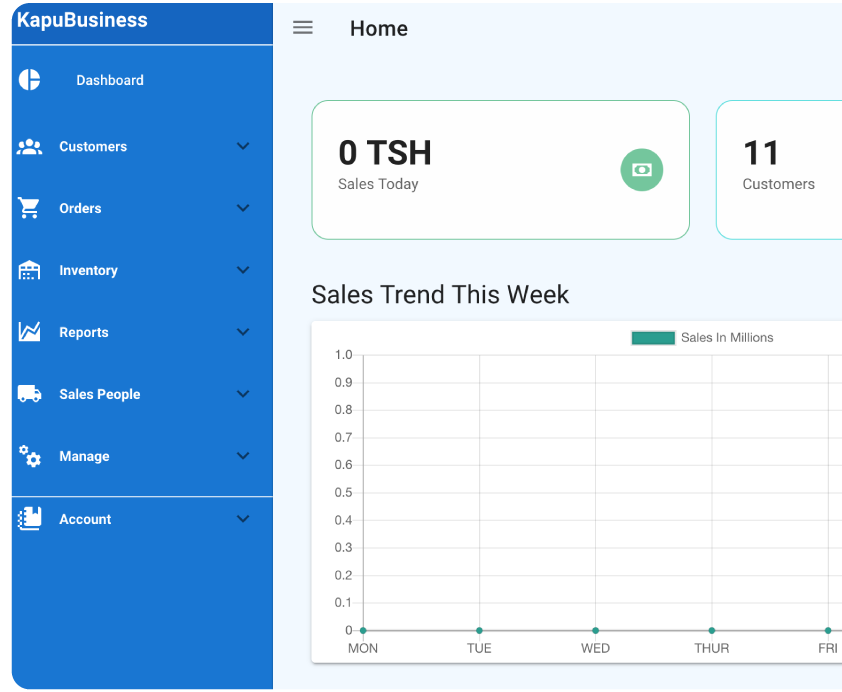 KapuBusiness
Dashboard
Customers
Orders
Inventory
Reports
Sales People
Manage
Account
Home
0 TSH
Sales Today
11
Customers
Sales Trend This Week
Sales In Millions
1.0
0.9
0.8
0.7
0.6
0.5
0.4
0.3
0.2
0.1
0
MON TUE WED THUR FRI